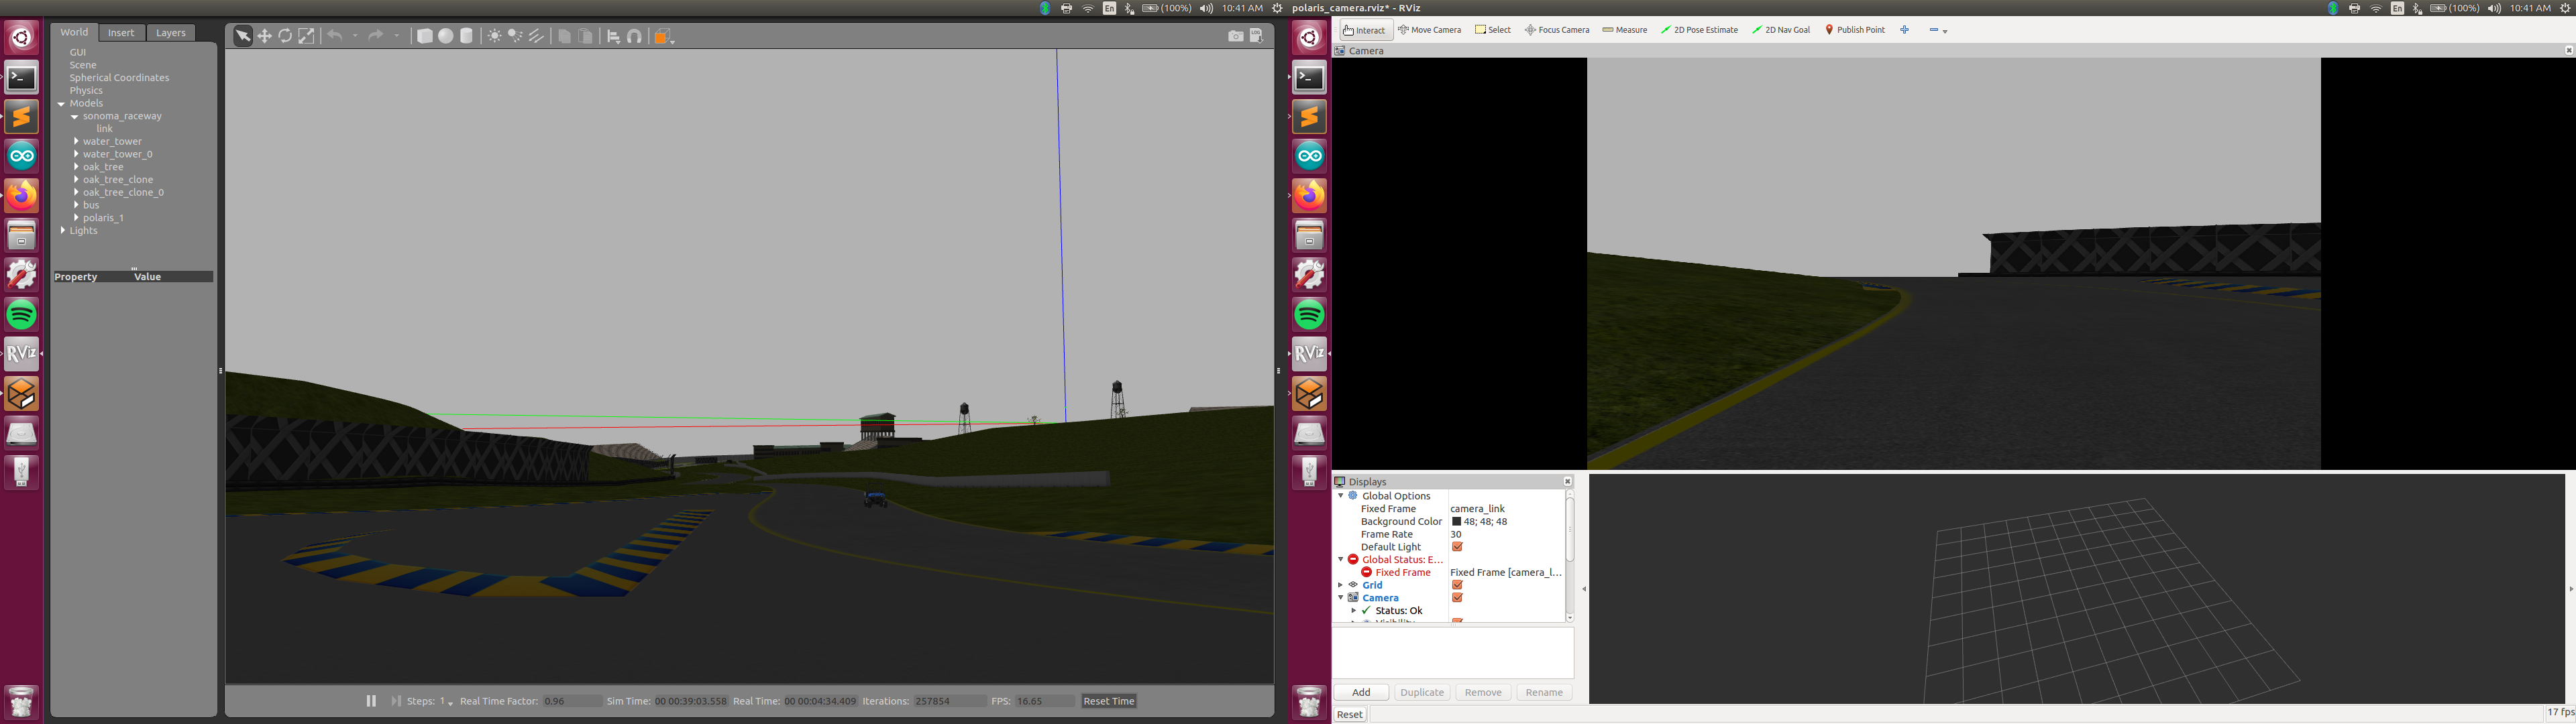 En
(100%)
10:41 AM
polaris_camera.rviz* - RViz
En
(100%)
10:41 AM
World
Insert
Layers
GUI
Scene
Spherical Coordinates
Physics
Models
sonoma_raceway
link
water_tower
water_tower_0
oak_tree
oak_tree_clone
oak_tree_clone_0
bus
polaris_1
Lights
Property
Value
RViz
LOG
Steps: 1
Real Time Factor: 0.96
Sim Time: 00 00:39:03.558
Real Time: 00 00:04:34.409
Iterations: 257854
FPS: 16.65
Reset Time
RViz
Interact
Move Camera
Select
Focus Camera
Measure
2D Pose Estimate
2D Nav Goal
Publish Point
Camera
Displays
Global Options
Fixed Frame camera_link
Background Color 48; 48; 48
Frame Rate 30
Default Light
Global Status: E...
Fixed Frame Fixed Frame [camera_l...
Grid
Camera
Status: Ok
Visibility
Add
Duplicate
Remove
Rename
Reset
17 fps